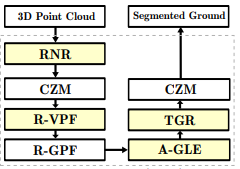 3D Point Cloud
RNR
CZM
R-VPF
R-GPF
A-GLE
TGR
CZM
Segmented Ground